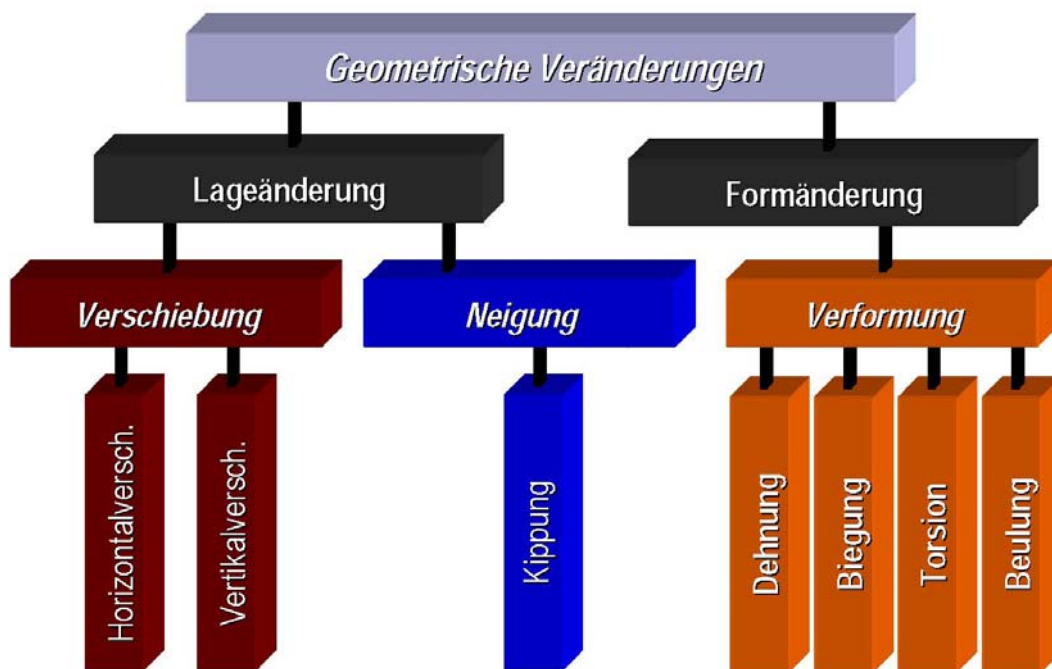 Geometrische Veränderungen
Lageänderung
Formänderung
Verschiebung
Neigung
Verformung
Horizontalversch.
Vertikalversch.
Kippung
Dehnung
Biegung
Torsion
Beulung